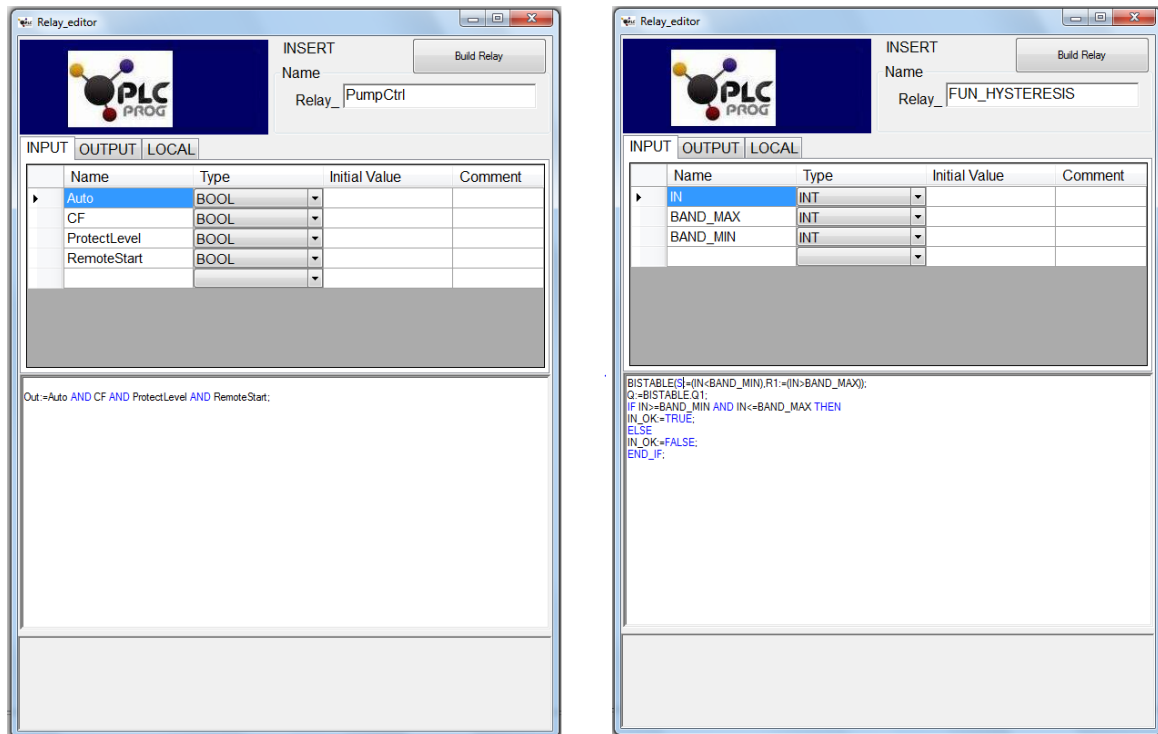 Relay_editor
PLC
PROG
INSERT
Build Relay
Name
Relay_ PumpCtrl
INPUT OUTPUT LOCAL
Name Type Initial Value Comment
Auto BOOL
CF BOOL
ProtectLevel BOOL
RemoteStart BOOL
Out:=Auto AND CF AND ProtectLevel AND RemoteStart;
Relay_editor
PLC
PROG
INSERT
Build Relay
Name
Relay_ FUN_HYSTERESIS
INPUT OUTPUT LOCAL
Name Type Initial Value Comment
IN INT
BAND_MAX INT
BAND_MIN INT
BISTABLE(S:=(IN<BAND_MIN),R1:=(IN>BAND_MAX));
Q:=BISTABLE.Q1;
IF IN>=BAND_MIN AND IN<=BAND_MAX THEN
IN_OK:=TRUE;
ELSE
IN_OK:=FALSE;
END_IF;